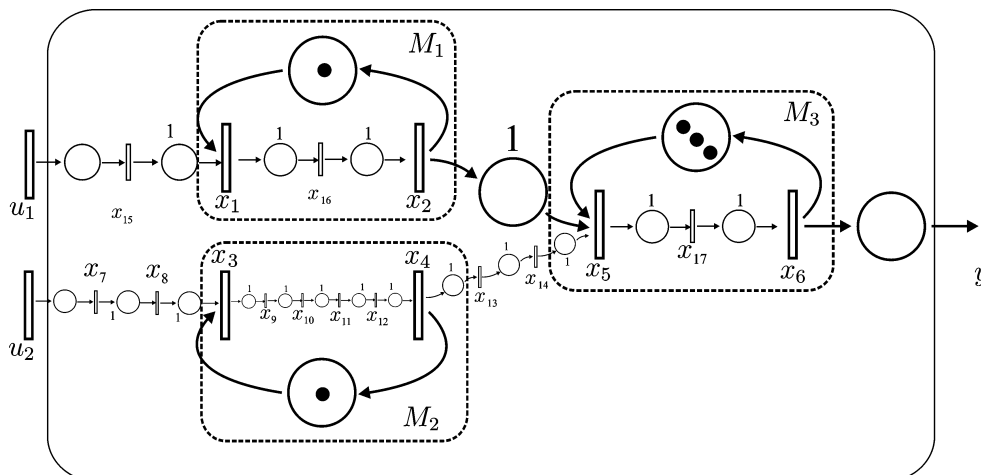 M₁
1
1
1
u₁
x₁₅
x₁
x₁₆
x₂
1
M₃
1
1
x₅
x₁₇
x₆
y
x₇
x₈
1
1
u₂
x₃
x₄
1 1 1 1 1
x₉ x₁₀ x₁₁ x₁₂
1
1
1
x₁₃
x₁₄
M₂